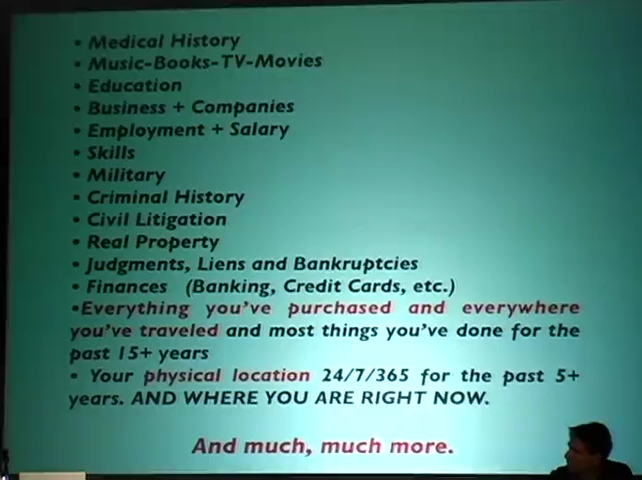 • Medical History
• Music-Books-TV-Movies
• Education
• Business + Companies
• Employment + Salary
• Skills
• Military
• Criminal History
• Civil Litigation
• Real Property
• Judgments, Liens and Bankruptcies
• Finances (Banking, Credit Cards, etc.)
•Everything you've purchased and everywhere
you've traveled and most things you've done for the
past 15+ years
• Your physical location 24/7/365 for the past 5+
years. AND WHERE YOU ARE RIGHT NOW.
And much, much more.